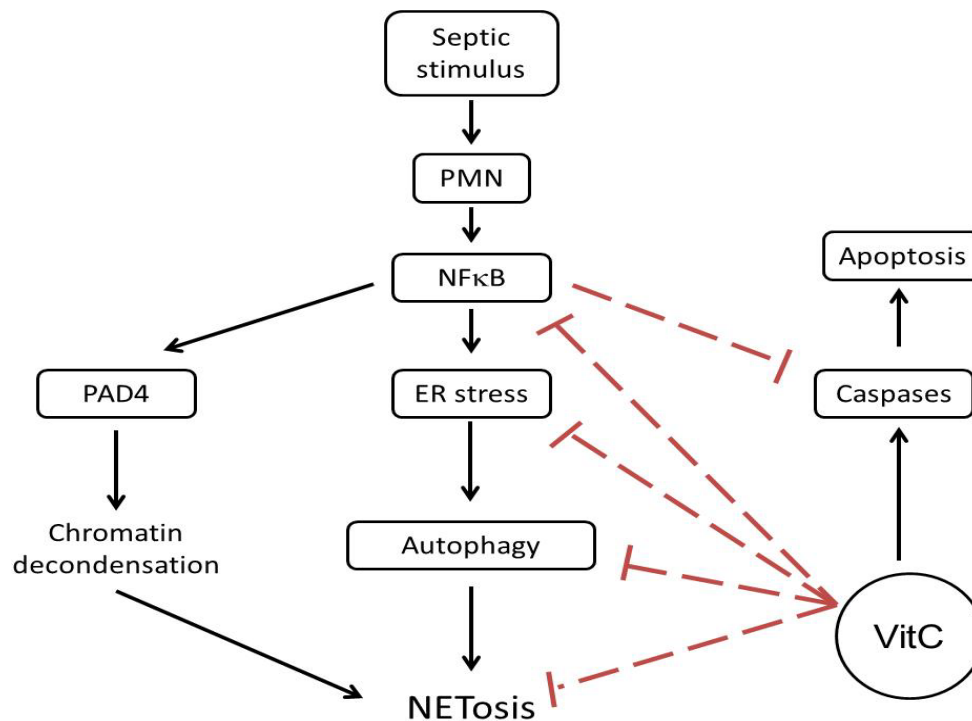 Septic
stimulus
PMN
NFκB
Apoptosis
PAD4
ER stress
Caspases
Chromatin
decondensation
Autophagy
VitC
NETosis